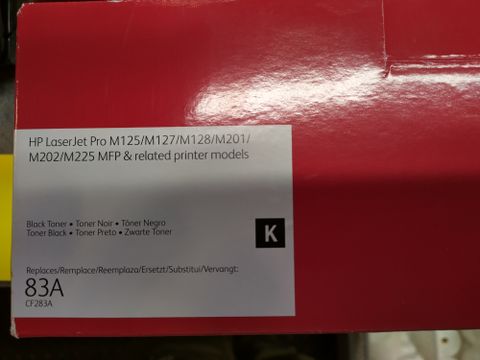 HP LaserJet Pro M125/M127/M128/M201/
M202/M225 MFP & related printer models
Black Toner • Toner Noir • Tóner Negro
Toner Black • Toner Preto • Zwarte Toner
K
Replaces/Remplace/Reemplaza/Ersetzt/Substitui/Vervangt:
83A
CF283A